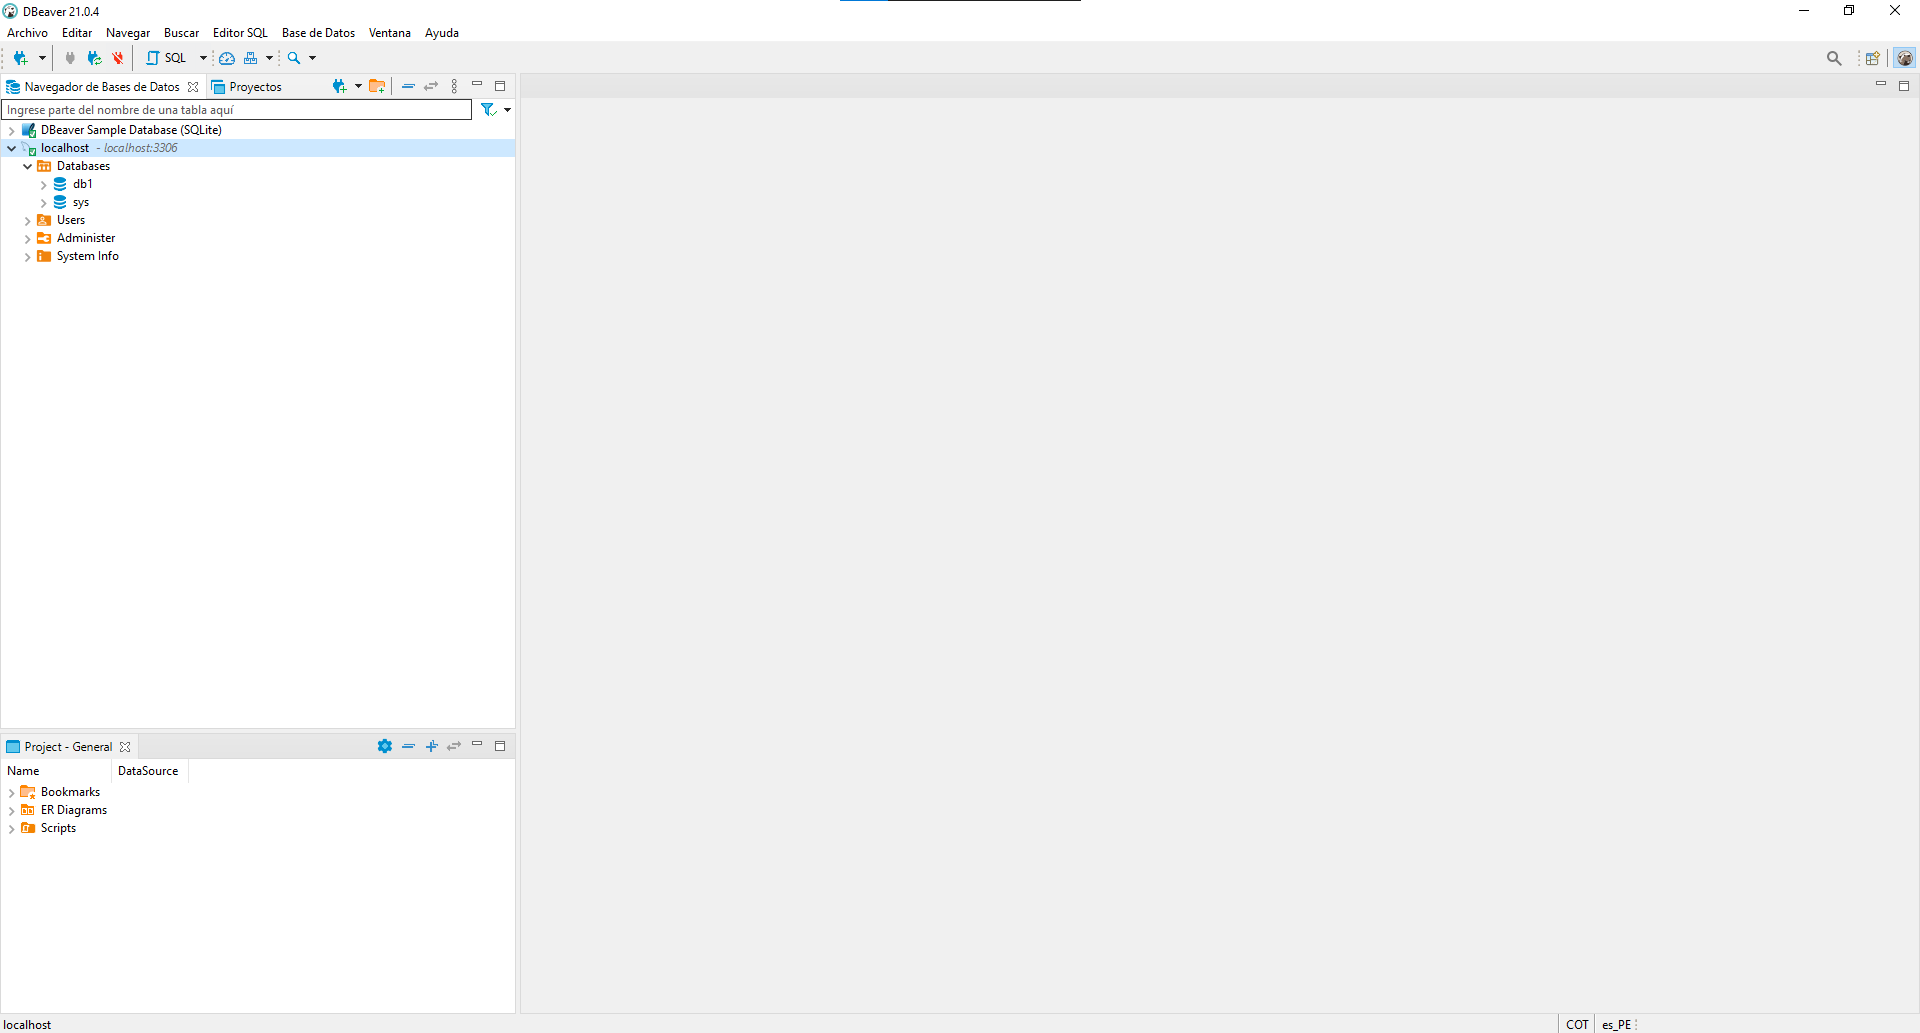 DBeaver 21.0.4
Archivo Editar Navegar Buscar Editor SQL Base de Datos Ventana Ayuda
SQL
Navegador de Bases de Datos Proyectos
Ingrese parte del nombre de una tabla aquí
DBeaver Sample Database (SQLite)
localhost - localhost:3306
Databases
db1
sys
Users
Administer
System Info
Project - General
Name DataSource
Bookmarks
ER Diagrams
Scripts
localhost COT es_PE